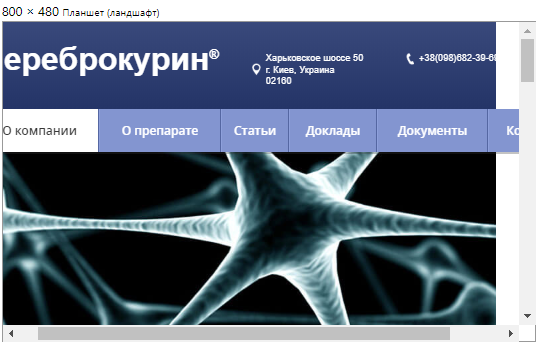 800 × 480 Планшет (ландшафт)
ереброкурин®
Харьковское шоссе 50
г. Киев, Украина
02160
+38(098)682-39-6
О компании
О препарате
Статьи
Доклады
Документы
Ко